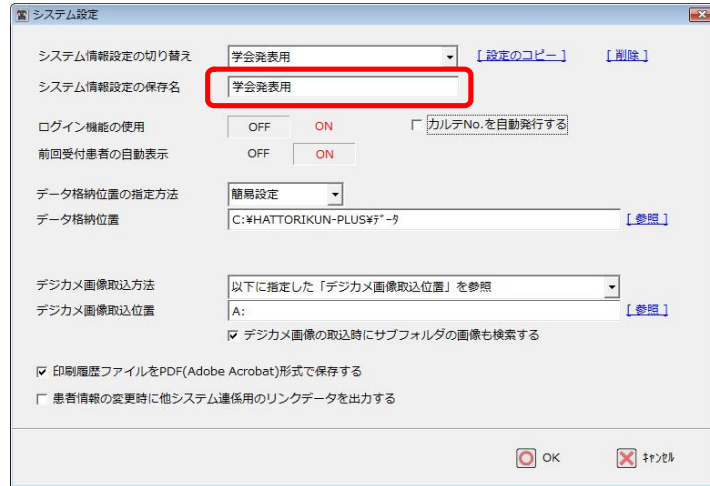 システム設定
システム情報設定の切り替え 学会発表用 [ 設定のコピー ] [ 削除 ]
システム情報設定の保存名 学会発表用
ログイン機能の使用 OFF ON カルテNo.を自動発行する
前回受付患者の自動表示 OFF ON
データ格納位置の指定方法 簡易設定
データ格納位置 C:¥HATTORIKUN-PLUS¥ﾃﾞｰﾀ [ 参照 ]
デジカメ画像取込方法 以下に指定した「デジカメ画像取込位置」を参照
デジカメ画像取込位置 A: [ 参照 ]
デジカメ画像の取込時にサブフォルダの画像も検索する
印刷履歴ファイルをPDF(Adobe Acrobat)形式で保存する
患者情報の変更時に他システム連係用のリンクデータを出力する
OK ｷｬﾝｾﾙ